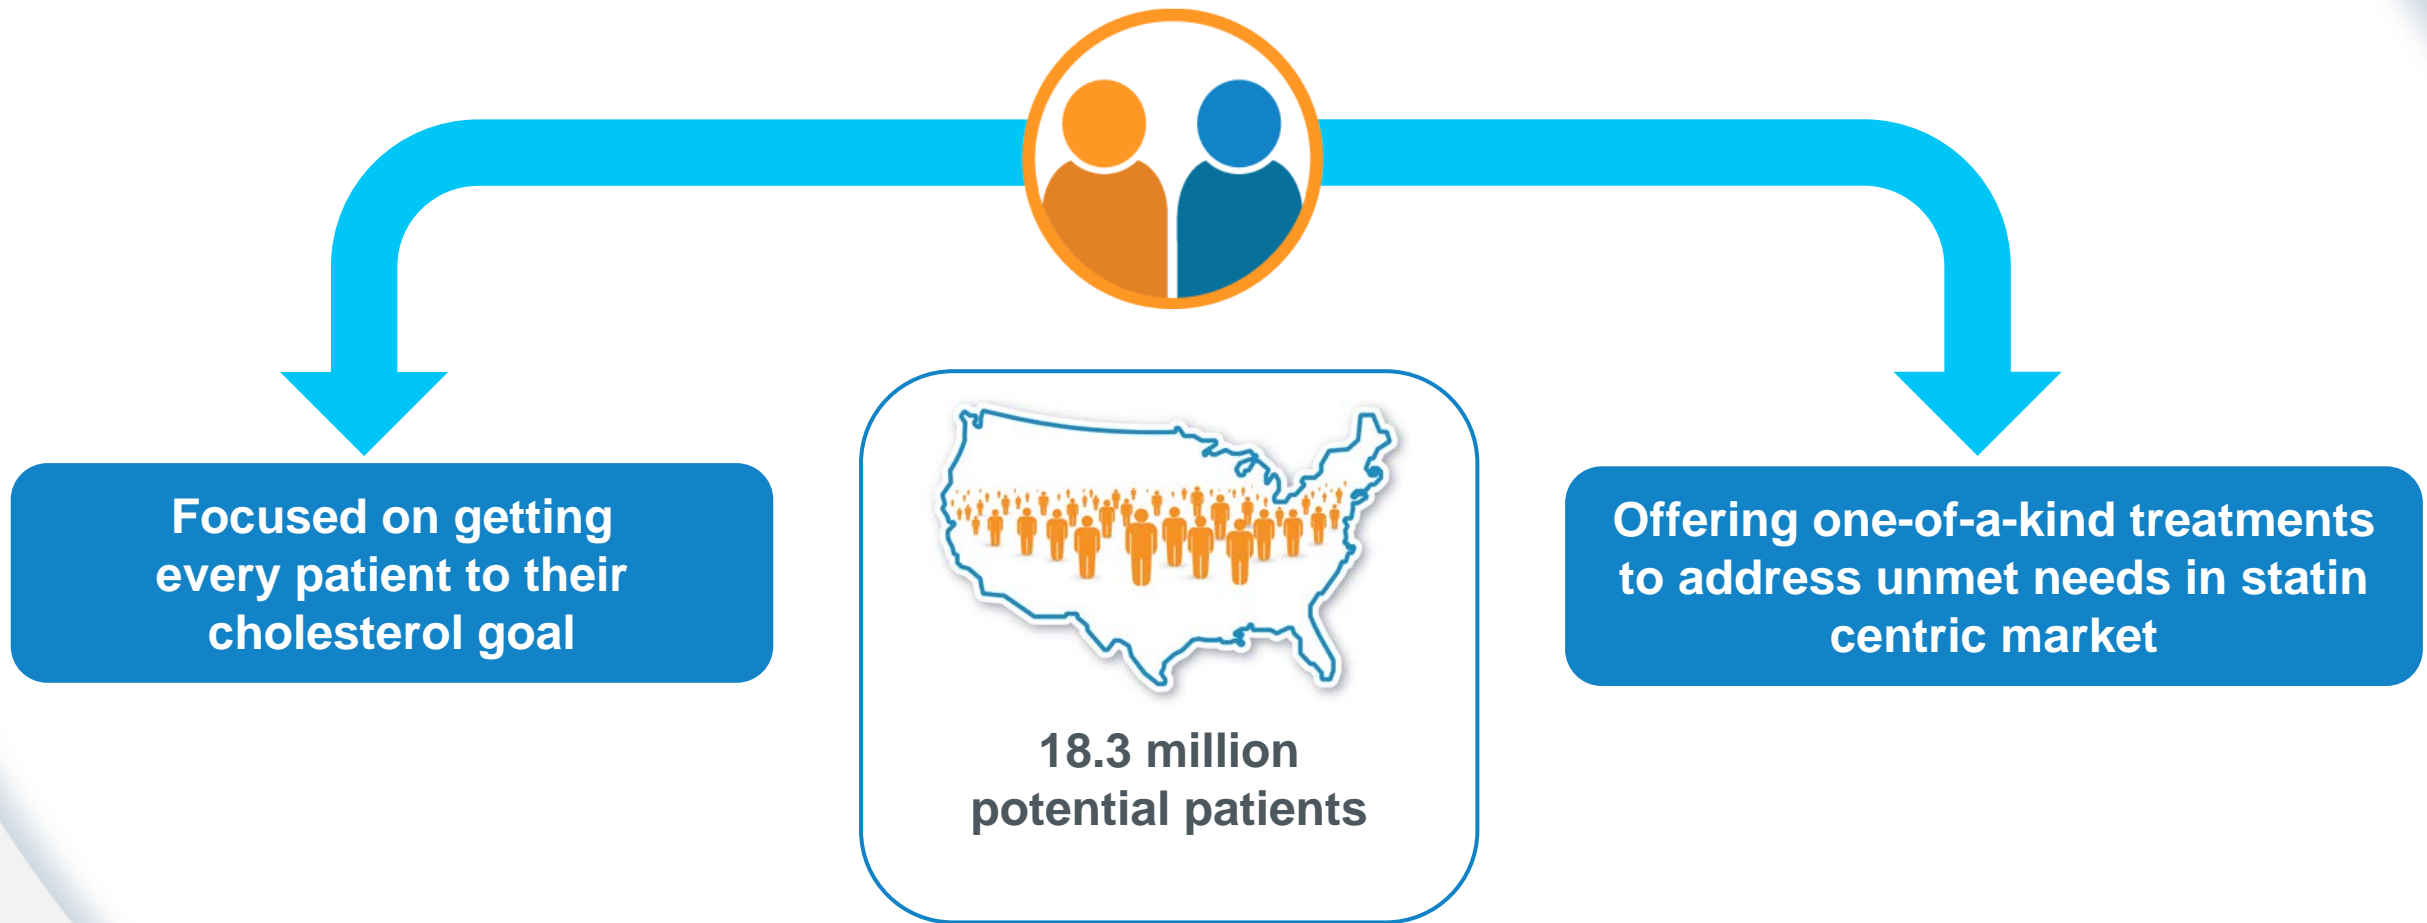 Focused on getting
every patient to their
cholesterol goal
18.3 million
potential patients
Offering one-of-a-kind treatments
to address unmet needs in statin
centric market